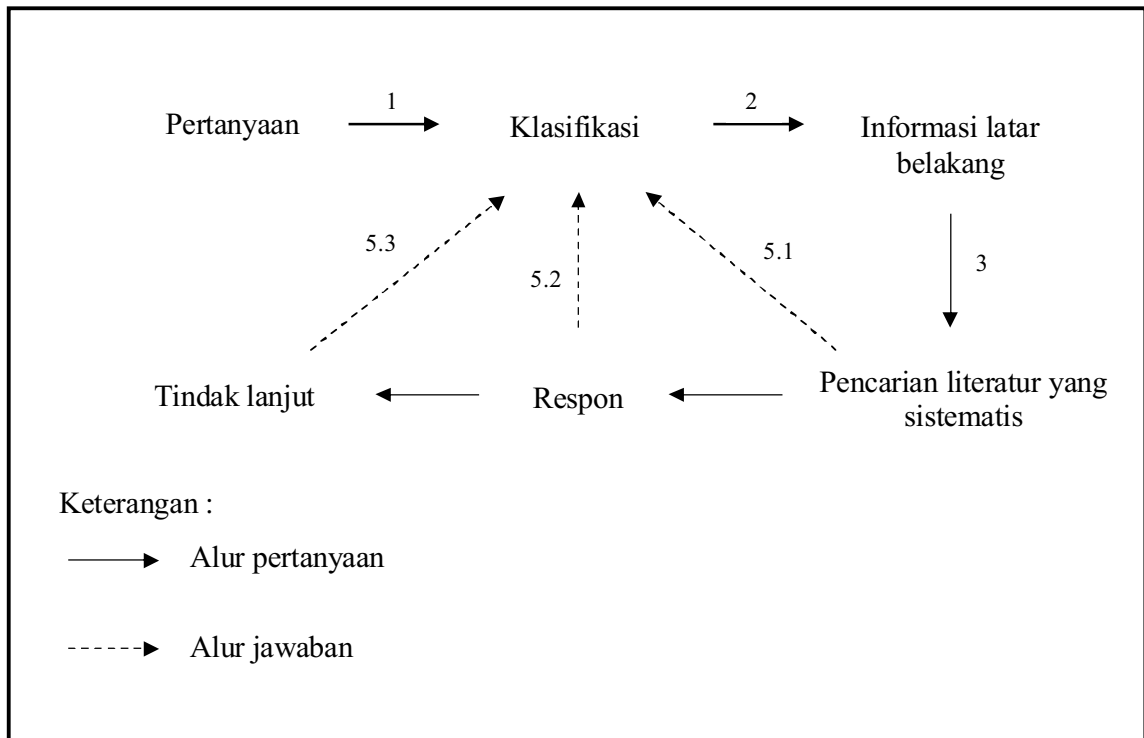 1
2
Pertanyaan
Klasifikasi
Informasi latar
belakang
5.3
5.2
5.1
3
Tindak lanjut
Respon
Pencarian literatur yang
sistematis
Keterangan :
Alur pertanyaan
Alur jawaban